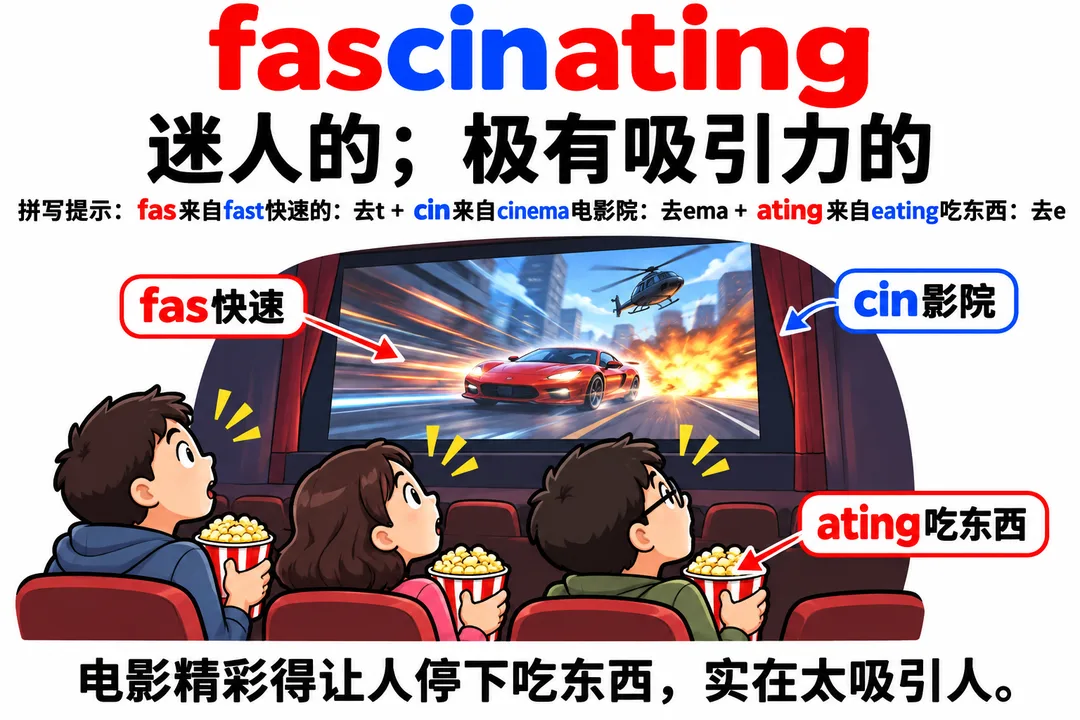 fascinating
迷人的；极有吸引力的
拼写提示：fas来自fast快速的：去t + cin来自cinema电影院：去ema + ating来自eating吃东西：去e
fas快速
cin影院
ating吃东西
电影精彩得让人停下吃东西，实在太吸引人。